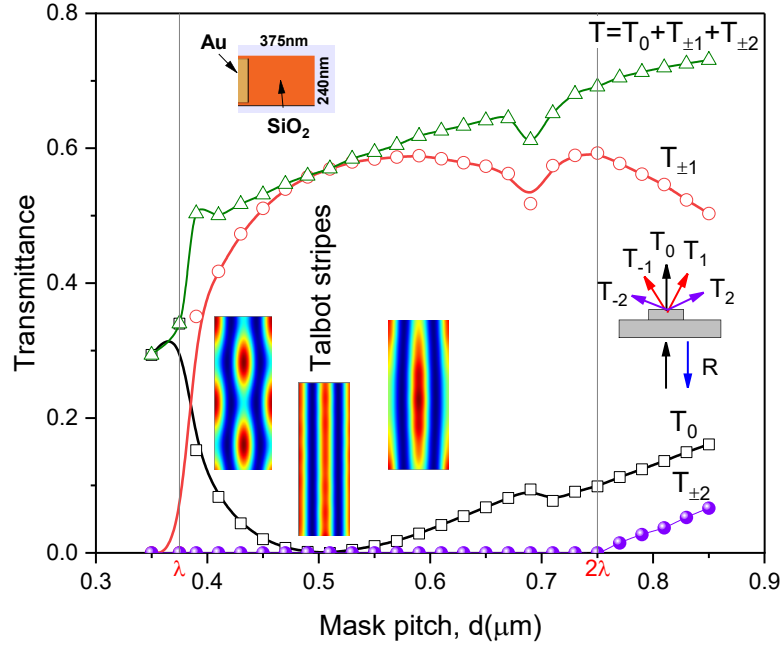 T=T₀+T±₁+T±₂
375nm
Au
240nm
SiO₂
T±₁
Talbot stripes
T₀
T₋₁
T₁
T₋₂
T₂
R
T₀
T±₂
0.8
0.6
0.4
0.2
0.0
Transmittance
0.3
λ
0.4
0.5
0.6
0.7
2λ
0.8
0.9
Mask pitch, d(μm)